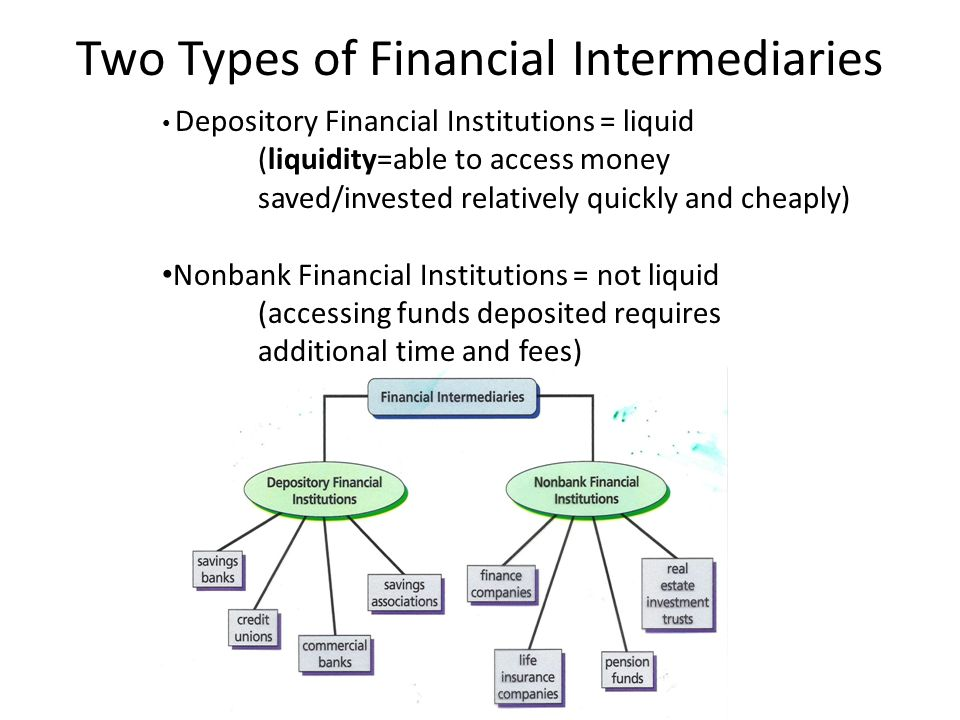 Two Types of Financial Intermediaries
• Depository Financial Institutions = liquid
(liquidity=able to access money
saved/invested relatively quickly and cheaply)
•Nonbank Financial Institutions = not liquid
(accessing funds deposited requires
additional time and fees)
Financial Intermediaries
Depository Financial
Institutions
Nonbank Financial
Institutions
savings
banks
credit
unions
commercial
banks
savings
associations
finance
companies
life
insurance
companies
pension
funds
real
estate
investment
trusts